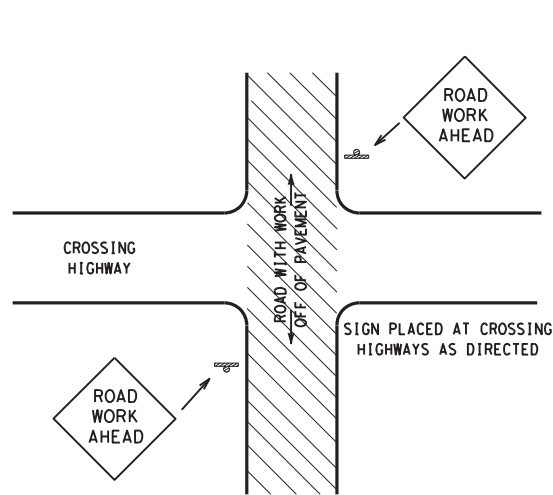 ROAD
WORK
AHEAD
CROSSING
HIGHWAY
ROAD WITH WORK
OFF OF PAVEMENT
SIGN PLACED AT CROSSING
HIGHWAYS AS DIRECTED
ROAD
WORK
AHEAD